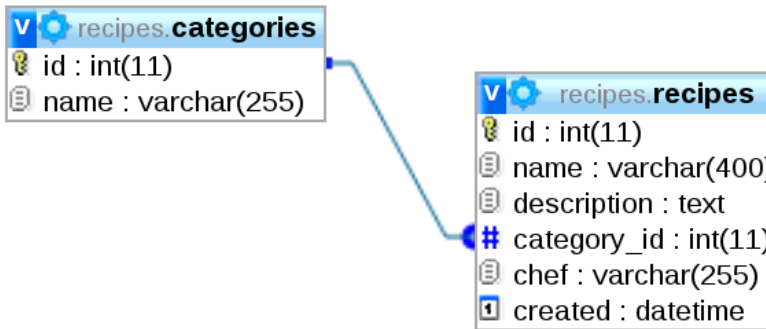 v recipes.categories
id : int(11)
name : varchar(255)
v recipes.recipes
id : int(11)
name : varchar(400)
description : text
# category_id : int(11)
chef : varchar(255)
1 created : datetime